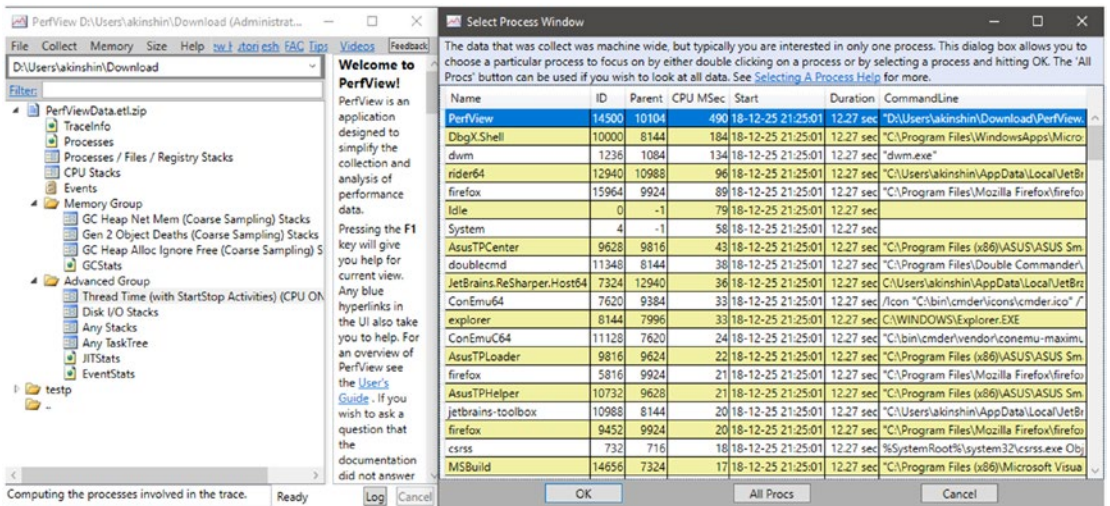 PerfView D:\Users\akinshin\Download (Administrat...
File Collect Memory Size Help Tips Videos Feedback
D:\Users\akinshin\Download
Filter:
PerfViewData.etl.zip
TraceInfo
Processes
Processes / Files / Registry Stacks
CPU Stacks
Events
Memory Group
GC Heap Net Mem (Coarse Sampling) Stacks
Gen 2 Object Deaths (Coarse Sampling) Stacks
GC Heap Alloc Ignore Free (Coarse Sampling) S
GCStats
Advanced Group
Thread Time (with StartStop Activities) (CPU ON
Disk I/O Stacks
Any Stacks
Any TaskTree
JITStats
EventStats
testp
..
Welcome to
PerfView!
PerfView is an
application
designed to
simplify the
collection and
analysis of
performance
data.
Pressing the F1
key will give
you help for
current view.
Any blue
hyperlinks in
the UI also take
you to help. For
an overview of
PerfView see
the User's
Guide . If you
wish to ask a
question that
the
documentation
did not answer
Computing the processes involved in the trace. Ready Log Cancel
Select Process Window
The data that was collect was machine wide, but typically you are interested in only one process. This dialog box allows you to
choose a particular process to focus on by either double clicking on a process or by selecting a process and hitting OK. The 'All
Procs' button can be used if you wish to look at all data. See Selecting A Process Help for more.
Name ID Parent CPU MSec Start Duration CommandLine
PerfView 14500 10104 490 18-12-25 21:25:01 12.27 sec "D:\Users\akinshin\Download\PerfView.
DbgX.Shell 10000 8144 184 18-12-25 21:25:01 12.27 sec "C:\Program Files\WindowsApps\Micro
dwm 1236 1084 134 18-12-25 21:25:01 12.27 sec "dwm.exe"
rider64 12940 10988 96 18-12-25 21:25:01 12.27 sec "C:\Users\akinshin\AppData\Local\JetBr
firefox 15964 9924 89 18-12-25 21:25:01 12.27 sec "C:\Program Files\Mozilla Firefox\firefo
Idle 0 -1 79 18-12-25 21:25:01 12.27 sec
System 4 -1 58 18-12-25 21:25:01 12.27 sec
AsusTPCenter 9628 9816 43 18-12-25 21:25:01 12.27 sec "C:\Program Files (x86)\ASUS\ASUS Sm
doublecmd 11348 8144 38 18-12-25 21:25:01 12.27 sec "C:\Program Files\Double Commander\
JetBrains.ReSharper.Host64 7324 12940 36 18-12-25 21:25:01 12.27 sec C:\Users\akinshin\AppData\Local\JetBra
ConEmu64 7620 9384 33 18-12-25 21:25:01 12.27 sec /Icon "C:\bin\cmder\icons\cmder.ico" /
explorer 8144 7996 33 18-12-25 21:25:01 12.27 sec C:\WINDOWS\Explorer.EXE
ConEmuC64 11128 7620 24 18-12-25 21:25:01 12.27 sec "C:\bin\cmder\vendor\conemu-maximu
AsusTPLoader 9816 9624 22 18-12-25 21:25:01 12.27 sec "C:\Program Files (x86)\ASUS\ASUS Sm
firefox 5816 9924 21 18-12-25 21:25:01 12.27 sec "C:\Program Files\Mozilla Firefox\firefo
AsusTPHelper 10732 9628 21 18-12-25 21:25:01 12.27 sec "C:\Program Files (x86)\ASUS\ASUS Sm
jetbrains-toolbox 10988 8144 20 18-12-25 21:25:01 12.27 sec "C:\Users\akinshin\AppData\Local\JetBr
firefox 9452 9924 20 18-12-25 21:25:01 12.27 sec "C:\Program Files\Mozilla Firefox\firefo
csrss 732 716 18 18-12-25 21:25:01 12.27 sec %SystemRoot%\system32\csrss.exe Obj
MSBuild 14656 7324 17 18-12-25 21:25:01 12.27 sec "C:\Program Files (x86)\Microsoft Visua
OK All Procs Cancel